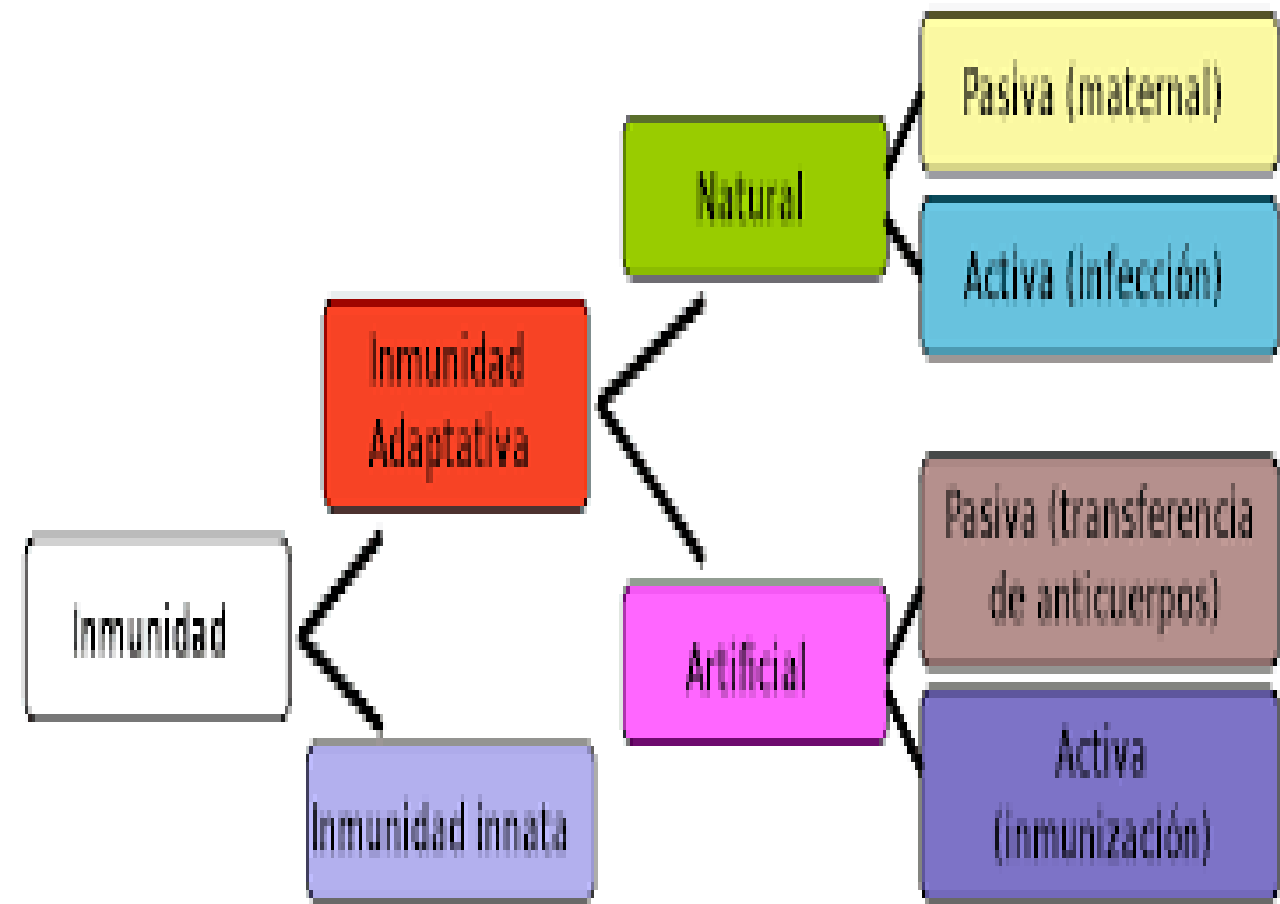 Pasiva (maternal)
Natural
Activa (infección)
Inmunidad
Adaptativa
Pasiva (transferencia
de anticuerpos)
Inmunidad
Artificial
Activa
(inmunización)
Inmunidad innata